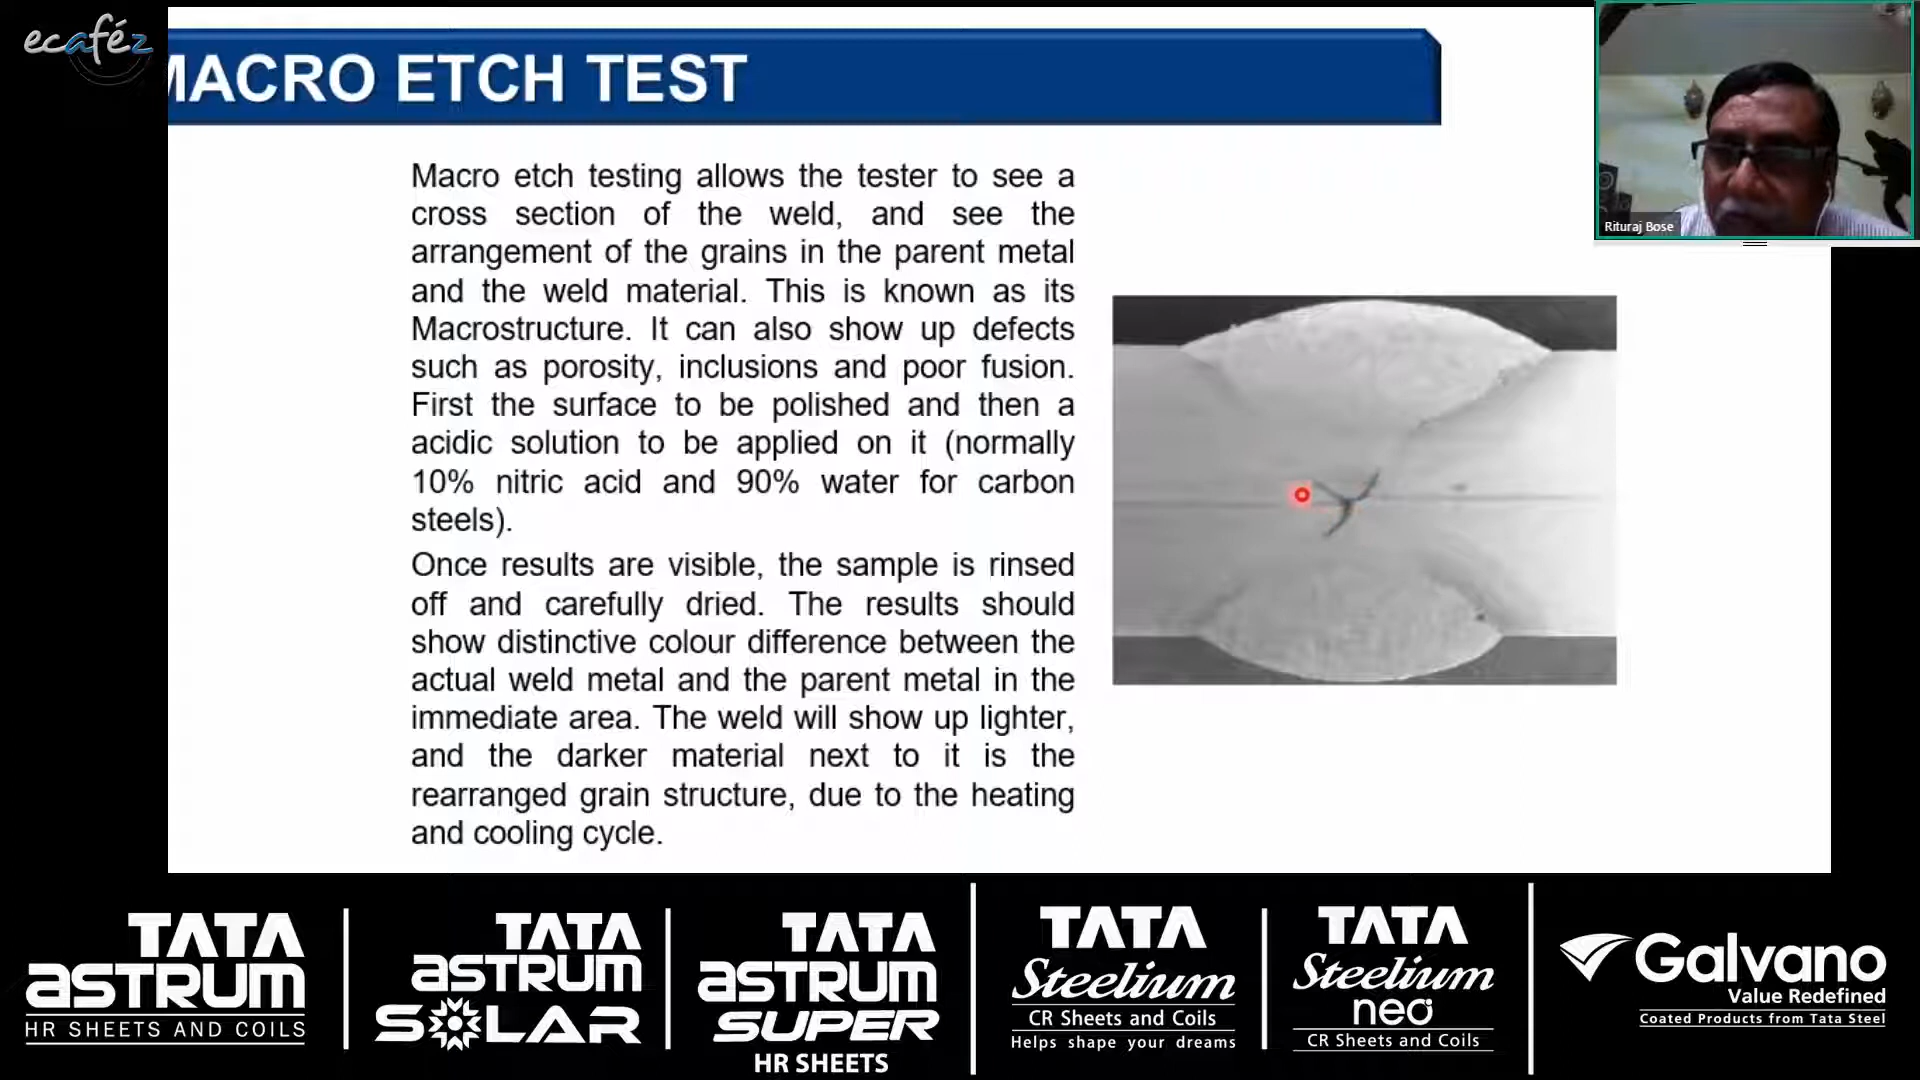 ecaféz
MACRO ETCH TEST
Rituraj Bose
Macro etch testing allows the tester to see a
cross section of the weld, and see the
arrangement of the grains in the parent metal
and the weld material. This is known as its
Macrostructure. It can also show up defects
such as porosity, inclusions and poor fusion.
First the surface to be polished and then a
acidic solution to be applied on it (normally
10% nitric acid and 90% water for carbon
steels).
Once results are visible, the sample is rinsed
off and carefully dried. The results should
show distinctive colour difference between the
actual weld metal and the parent metal in the
immediate area. The weld will show up lighter,
and the darker material next to it is the
rearranged grain structure, due to the heating
and cooling cycle.
TATA
ASTRUM
HR SHEETS AND COILS
TATA
ASTRUM
SOLAR
TATA
ASTRUM
SUPER
HR SHEETS
TATA
Steelium
CR Sheets and Coils
Helps shape your dreams
TATA
Steelium
neo
CR Sheets and Coils
Galvano
Value Redefined
Coated Products from Tata Steel